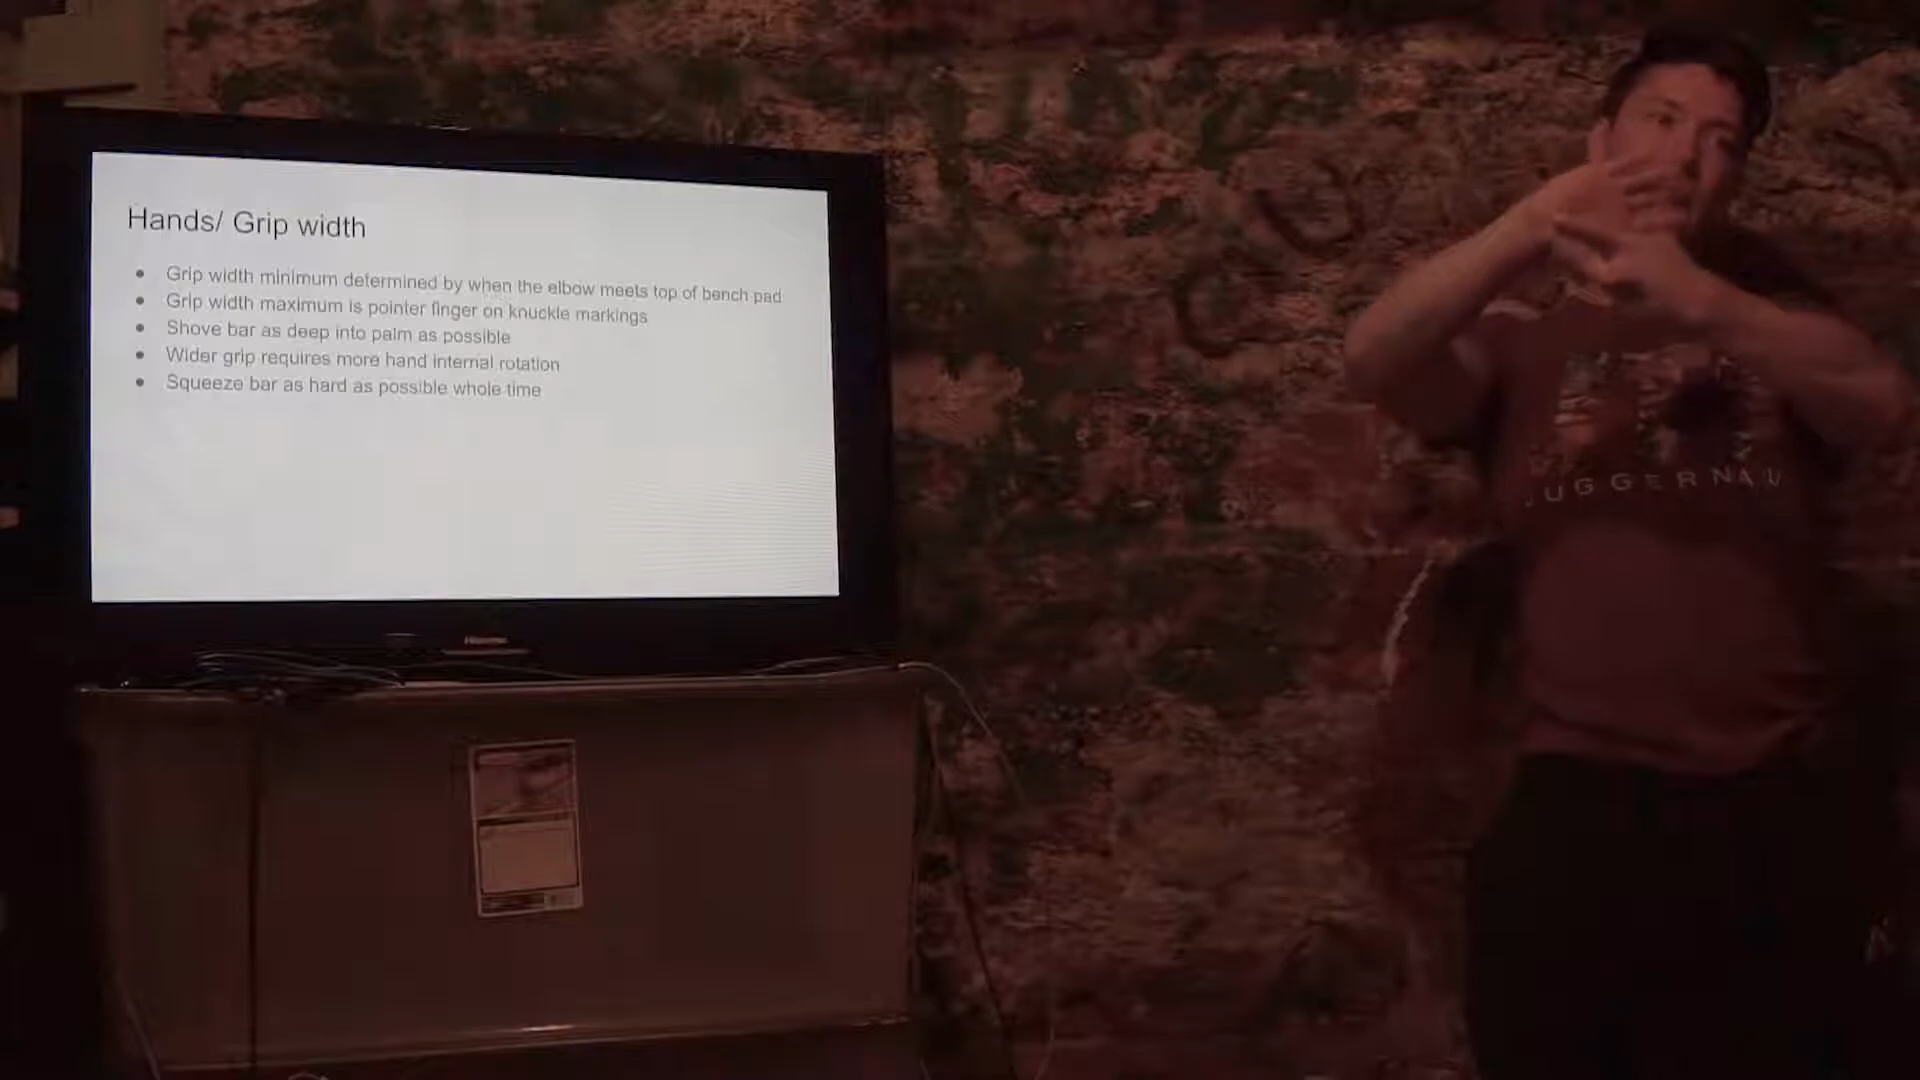 Hands/ Grip width
Grip width minimum determined by when the elbow meets top of bench pad
Grip width maximum is pointer finger on knuckle markings
Shove bar as deep into palm as possible
Wider grip requires more hand internal rotation
Squeeze bar as hard as possible whole time
JUGGERNAU